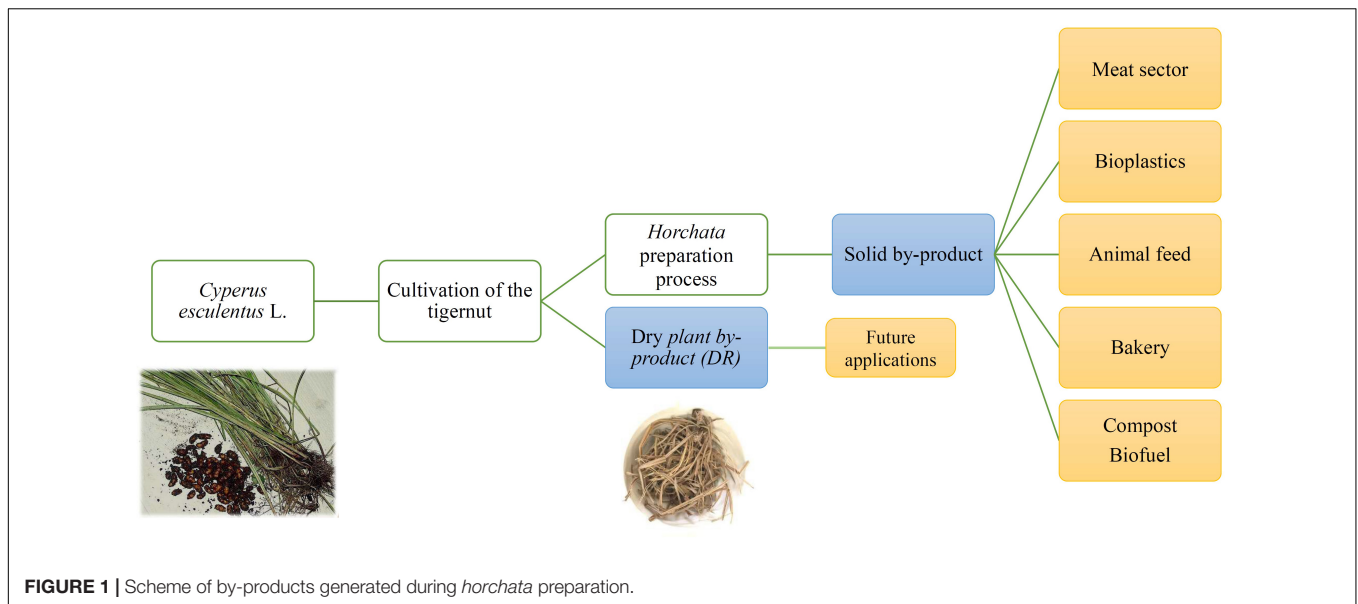 Cyperus
esculentus L.
Cultivation of the
tigernut
Horchata
preparation
process
Dry plant by-
product (DR)
Solid by-product
Future
applications
Meat sector
Bioplastics
Animal feed
Bakery
Compost
Biofuel
FIGURE 1 | Scheme of by-products generated during horchata preparation.